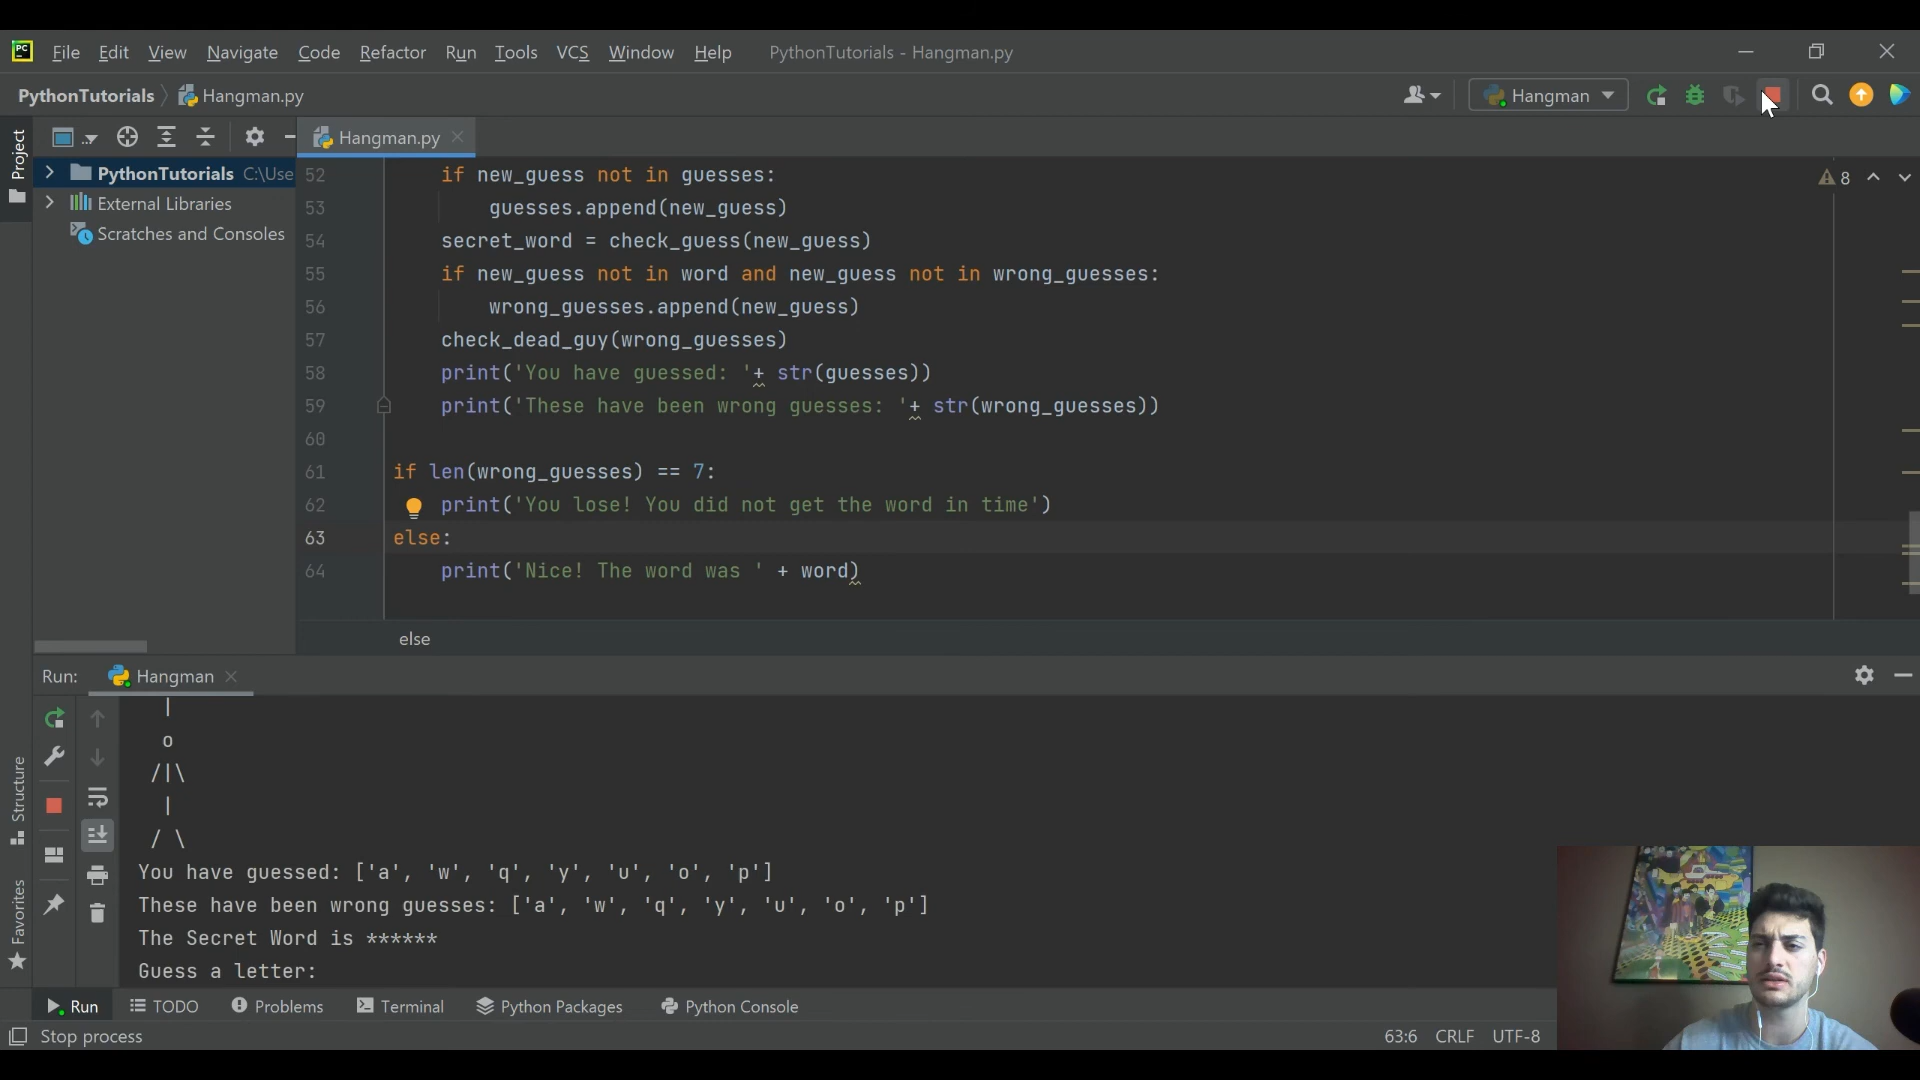 PC File Edit View Navigate Code Refactor Run Tools VCS Window Help PythonTutorials - Hangman.py
PythonTutorials Hangman.py Hangman
Project
Hangman.py
PythonTutorials C:\Use
External Libraries
Scratches and Consoles
8
52 if new_guess not in guesses:
53 guesses.append(new_guess)
54 secret_word = check_guess(new_guess)
55 if new_guess not in word and new_guess not in wrong_guesses:
56 wrong_guesses.append(new_guess)
57 check_dead_guy(wrong_guesses)
58 print('You have guessed: '+ str(guesses))
59 print('These have been wrong guesses: '+ str(wrong_guesses))
60
61 if len(wrong_guesses) == 7:
62 print('You lose! You did not get the word in time')
63 else:
64 print('Nice! The word was ' + word)
else
Run: Hangman
|
o
/|\
|
/ \
You have guessed: ['a', 'w', 'q', 'y', 'u', 'o', 'p']
These have been wrong guesses: ['a', 'w', 'q', 'y', 'u', 'o', 'p']
The Secret Word is ******
Guess a letter:
Structure
Favorites
Run TODO Problems Terminal Python Packages Python Console
Stop process 63:6 CRLF UTF-8